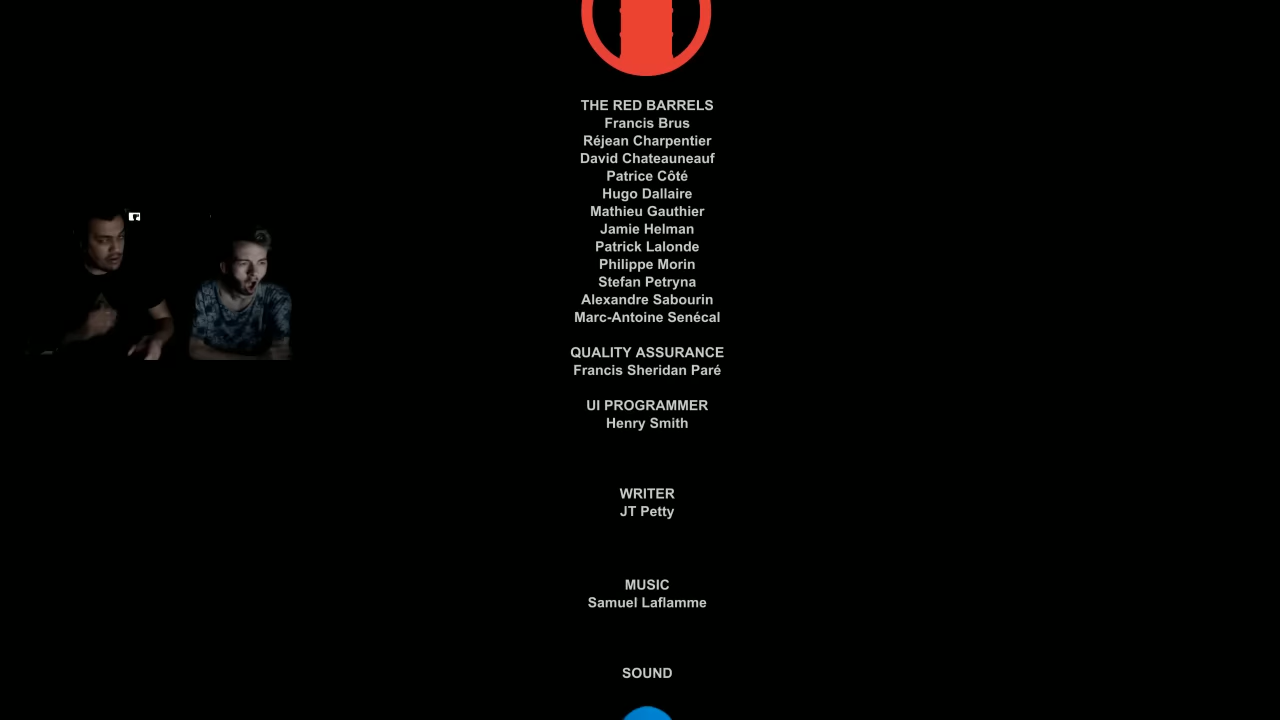 THE RED BARRELS
Francis Brus
Réjean Charpentier
David Chateauneuf
Patrice Côté
Hugo Dallaire
Mathieu Gauthier
Jamie Helman
Patrick Lalonde
Philippe Morin
Stefan Petryna
Alexandre Sabourin
Marc-Antoine Senécal
QUALITY ASSURANCE
Francis Sheridan Paré
UI PROGRAMMER
Henry Smith
WRITER
JT Petty
MUSIC
Samuel Laflamme
SOUND